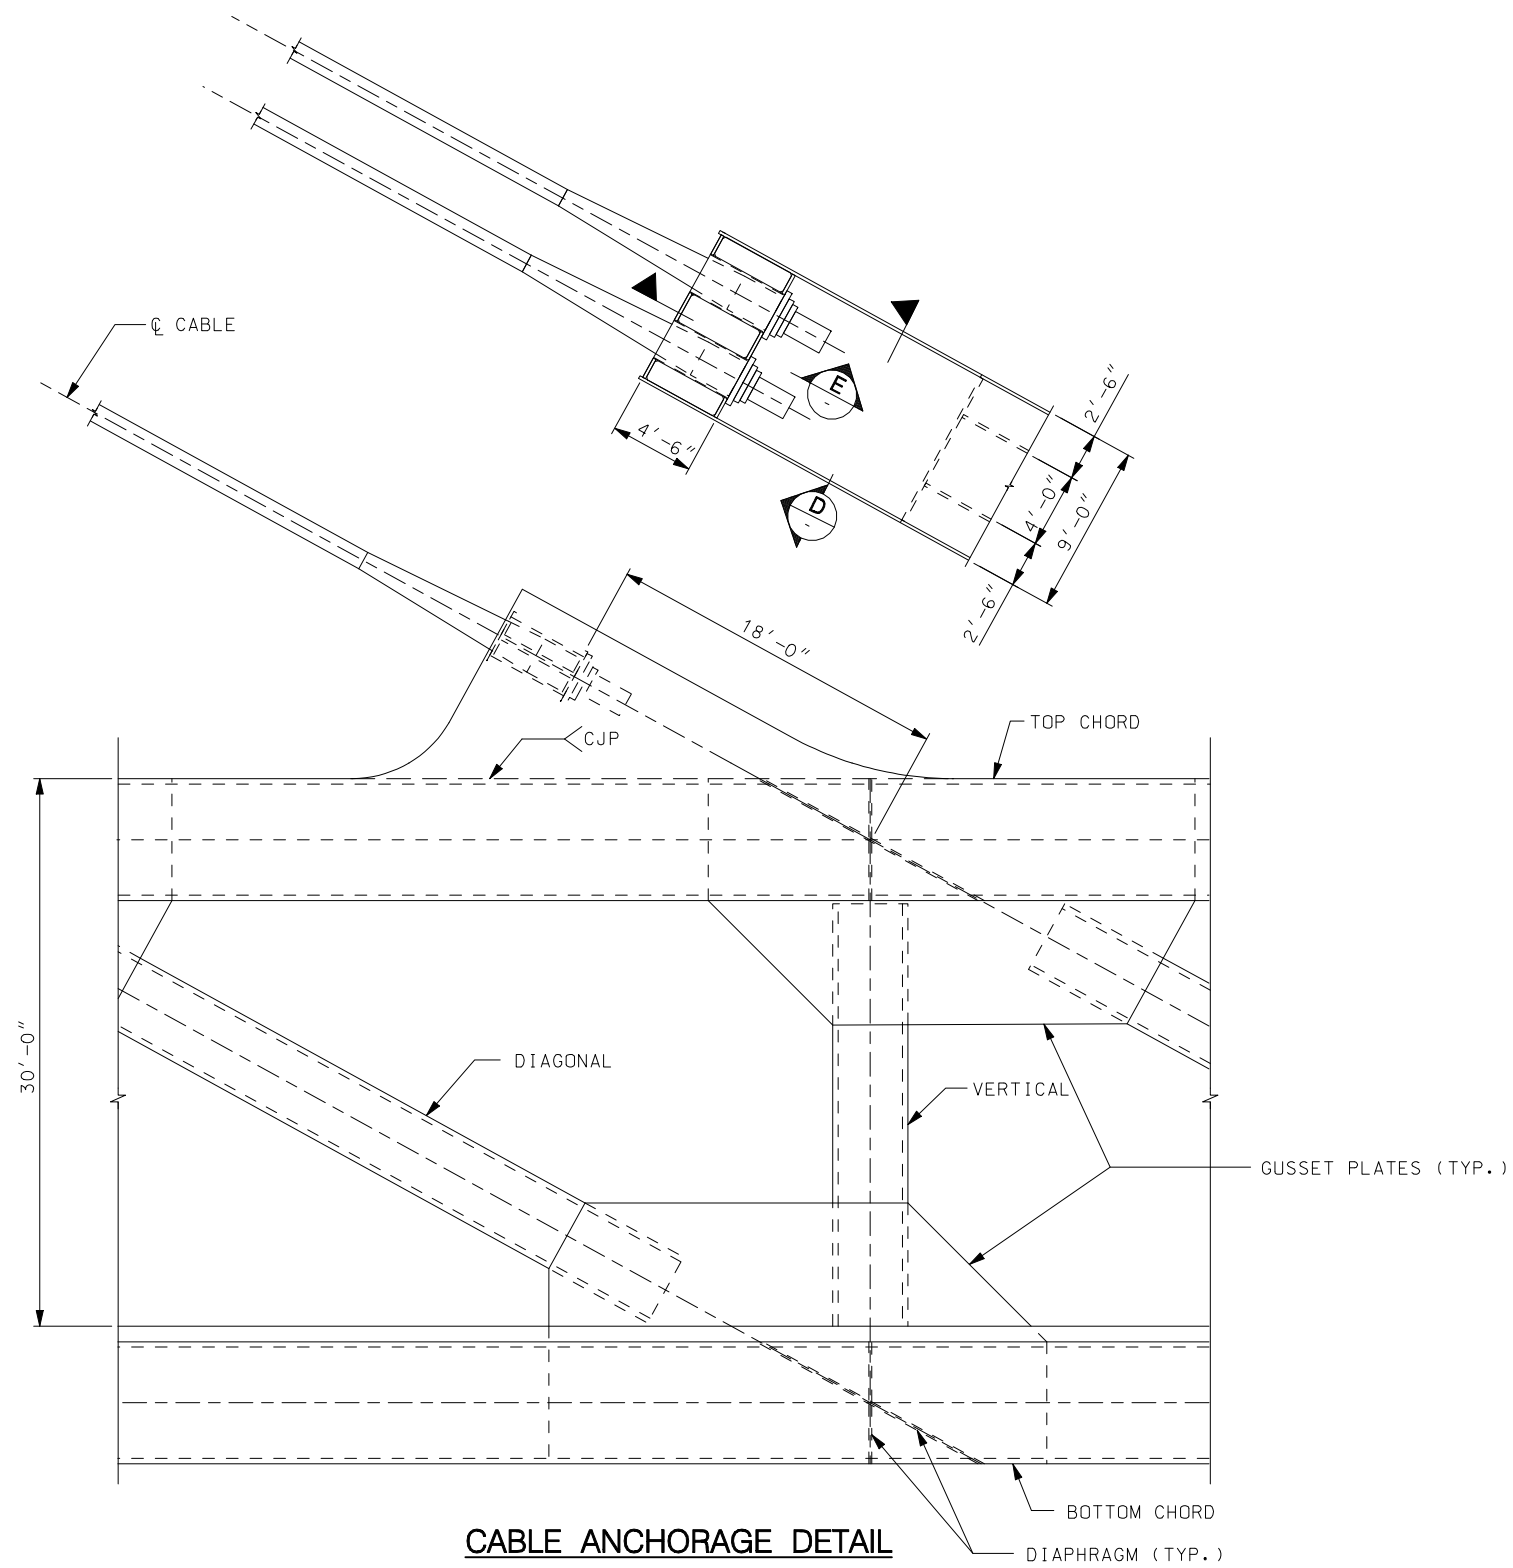 ℄ CABLE
4'-6"
E
-
D
-
2'-6"
4'-0"
9'-0"
2'-6"
18'-0"
CJP
TOP CHORD
30'-0"
DIAGONAL
VERTICAL
GUSSET PLATES (TYP.)
BOTTOM CHORD
DIAPHRAGM (TYP.)
CABLE ANCHORAGE DETAIL